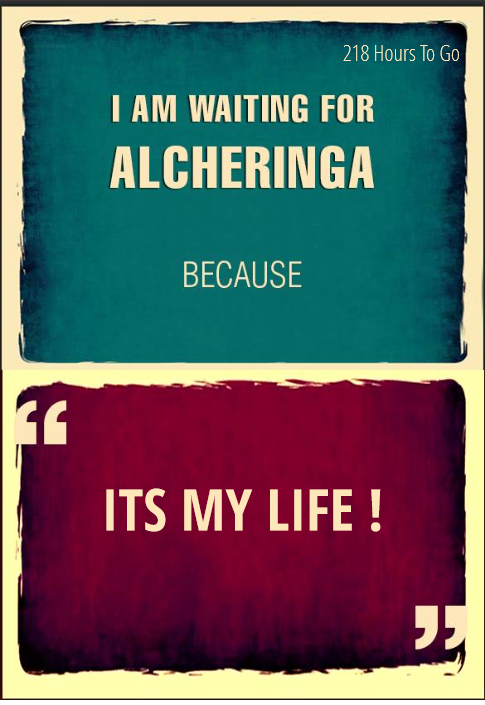 218 Hours To Go
I AM WAITING FOR
ALCHERINGA
BECAUSE
“
ITS MY LIFE !
”